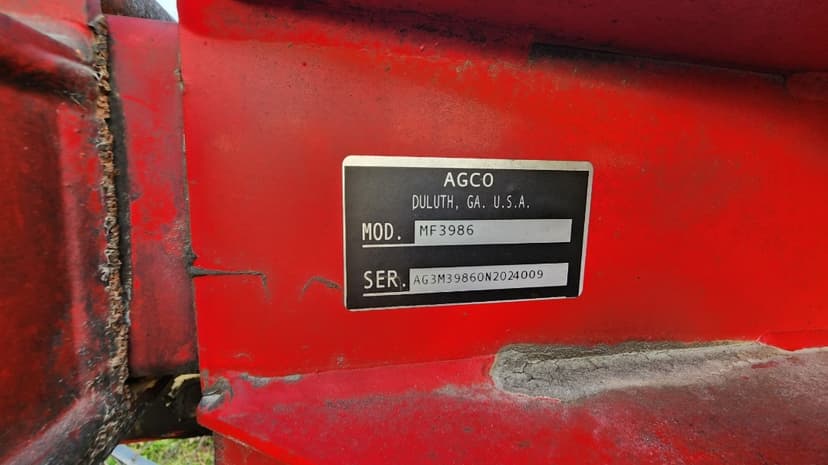 AGCO
DULUTH, GA. U.S.A.
MOD. MF3986
SER. AG3M39860N2024009